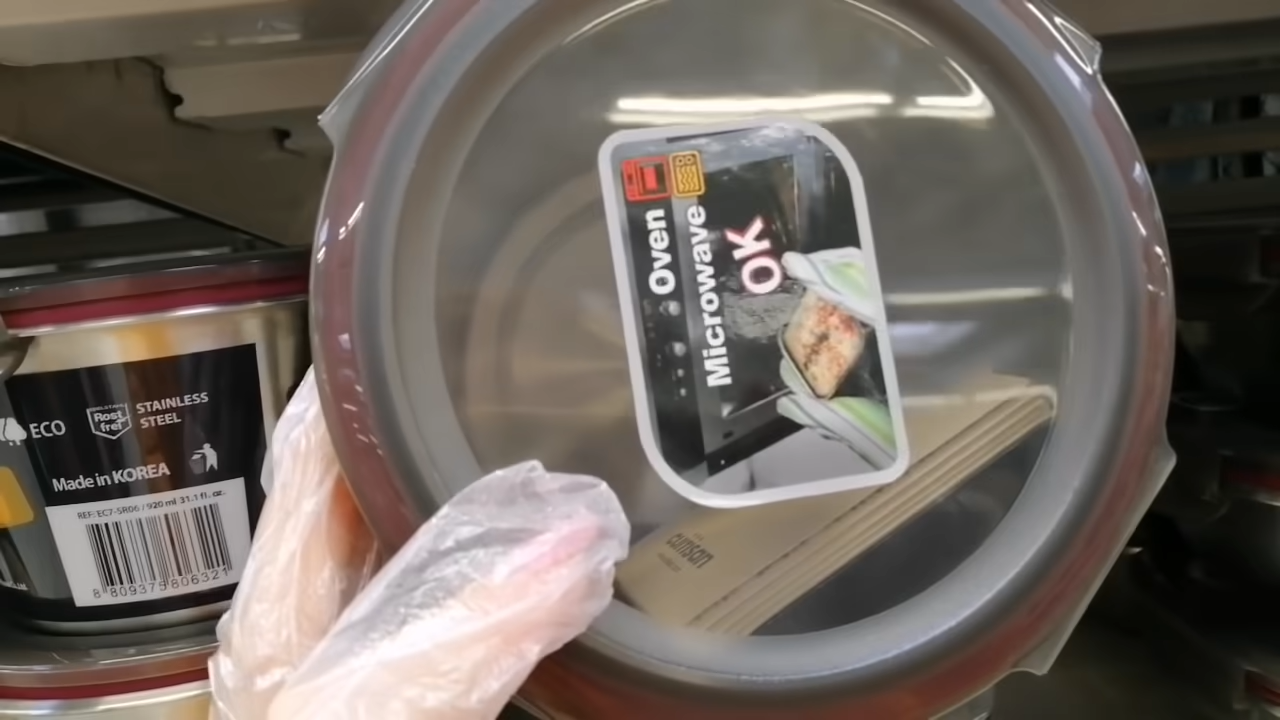 Oven
Microwave
OK
cuitisan
ECO
Rost
frei
STAINLESS
STEEL
Made in KOREA
REF: EC7-SR06 / 920 ml 31.1 fl. oz.
8 809375 806321